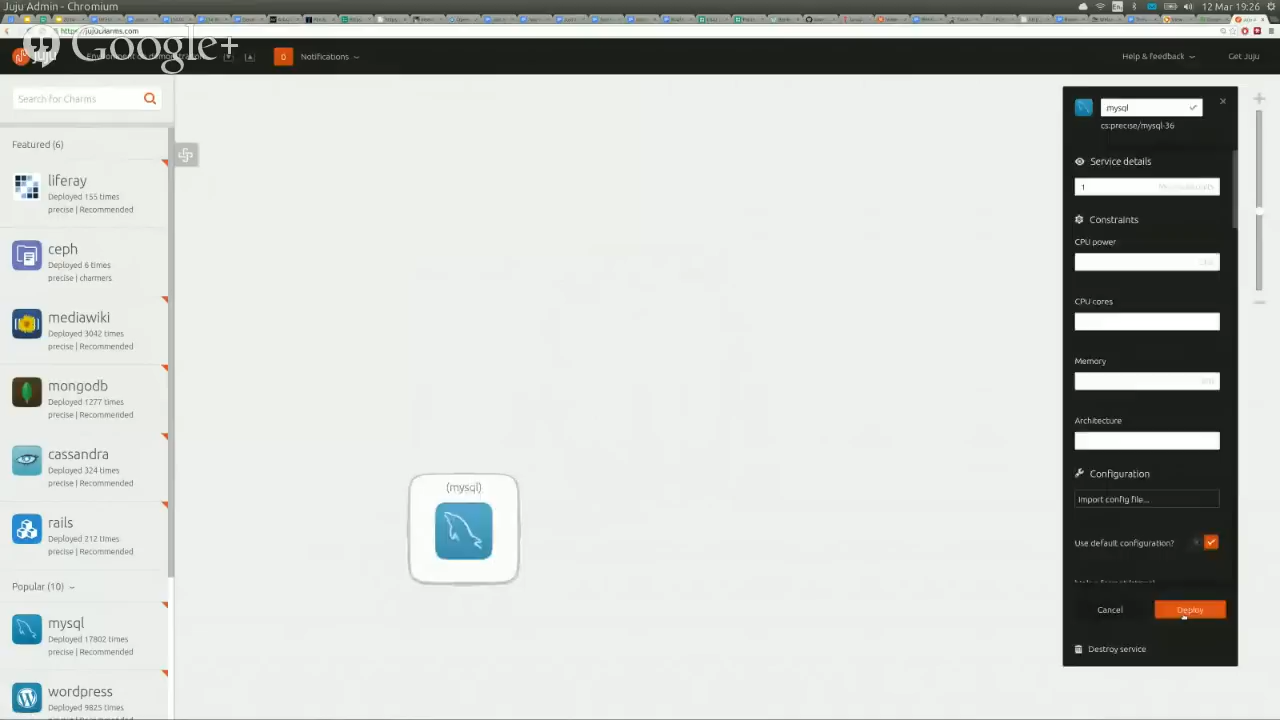 Juju Admin - Chromium
12 Mar 19:26
Google+
juju
Notifications
Help & feedback
Get Juju
Search for Charms
Featured (6)
liferay
Deployed 155 times
precise | Recommended
ceph
Deployed 6 times
precise | charmers
mediawiki
Deployed 3042 times
precise | Recommended
mongodb
Deployed 1277 times
precise | Recommended
cassandra
Deployed 324 times
precise | Recommended
rails
Deployed 212 times
precise | Recommended
Popular (10)
mysql
Deployed 17802 times
precise | Recommended
wordpress
Deployed 9825 times
precise | Recommended
(mysql)
mysql
cs:precise/mysql-36
Service details
1
Constraints
CPU power
CPU cores
Memory
Architecture
Configuration
Import config file...
Use default configuration?
Cancel
Deploy
Destroy service